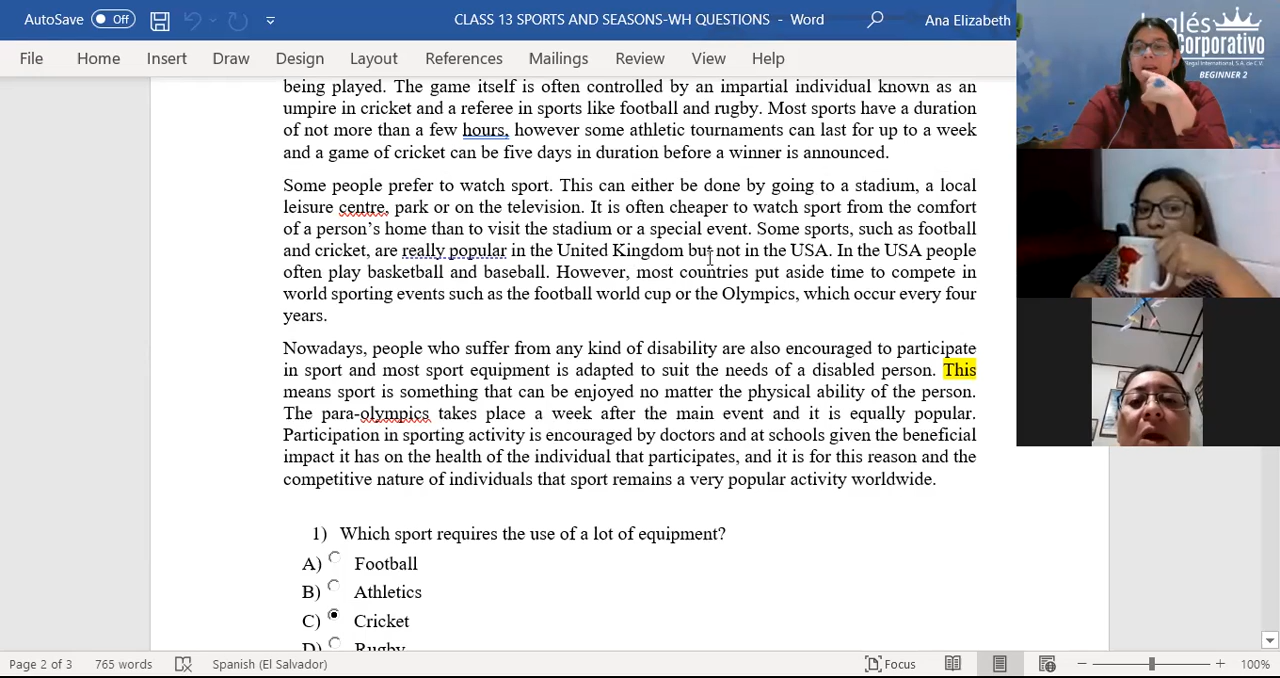 AutoSave Off CLASS 13 SPORTS AND SEASONS-WH QUESTIONS - Word Ana Elizabeth
File Home Insert Draw Design Layout References Mailings Review View Help
Inglés
Corporativo
BEGINNER 2
being played. The game itself is often controlled by an impartial individual known as an
umpire in cricket and a referee in sports like football and rugby. Most sports have a duration
of not more than a few hours, however some athletic tournaments can last for up to a week
and a game of cricket can be five days in duration before a winner is announced.
Some people prefer to watch sport. This can either be done by going to a stadium, a local
leisure centre, park or on the television. It is often cheaper to watch sport from the comfort
of a person's home than to visit the stadium or a special event. Some sports, such as football
and cricket, are really popular in the United Kingdom but not in the USA. In the USA people
often play basketball and baseball. However, most countries put aside time to compete in
world sporting events such as the football world cup or the Olympics, which occur every four
years.
Nowadays, people who suffer from any kind of disability are also encouraged to participate
in sport and most sport equipment is adapted to suit the needs of a disabled person. This
means sport is something that can be enjoyed no matter the physical ability of the person.
The para-olympics takes place a week after the main event and it is equally popular.
Participation in sporting activity is encouraged by doctors and at schools given the beneficial
impact it has on the health of the individual that participates, and it is for this reason and the
competitive nature of individuals that sport remains a very popular activity worldwide.
1) Which sport requires the use of a lot of equipment?
A) Football
B) Athletics
C) Cricket
D) Rugby
Page 2 of 3 765 words Spanish (El Salvador) Focus 100%